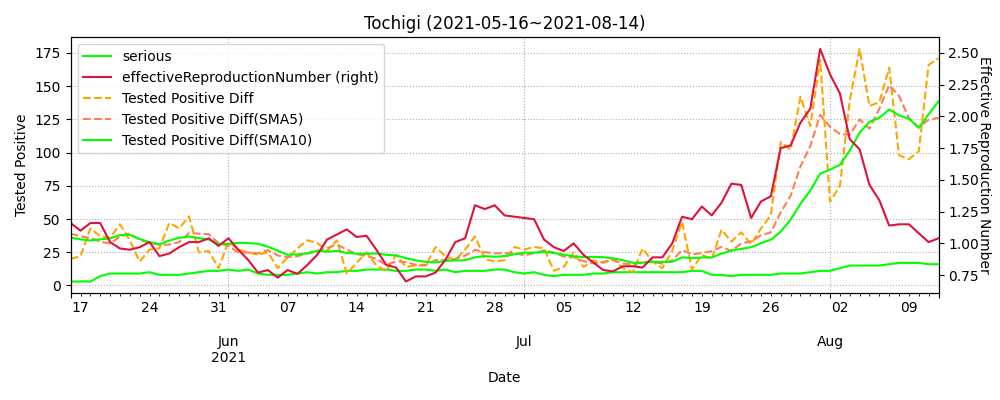 Tochigi (2021-05-16~2021-08-14)
serious
effectiveReproductionNumber (right)
Tested Positive Diff
Tested Positive Diff(SMA5)
Tested Positive Diff(SMA10)
Tested Positive
175
150
125
100
75
50
25
0
2.50
2.25
2.00
1.75
1.50
1.25
1.00
0.75
Effective Reproduction Number
17 24 31 07 14 21 28 05 12 19 26 02 09
Jun Jul Aug
2021
Date